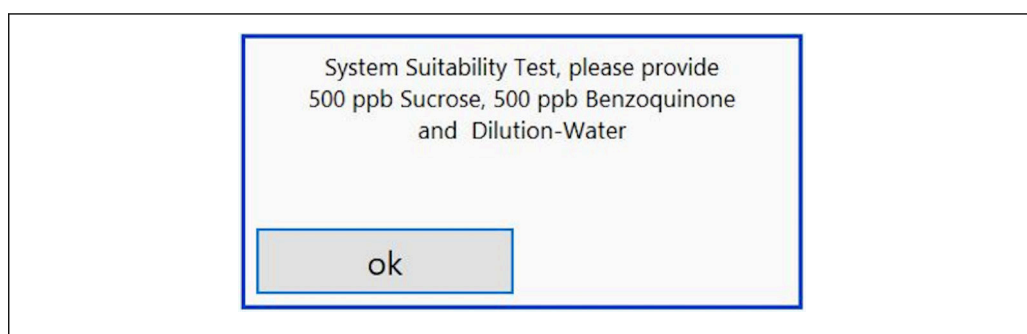 System Suitability Test, please provide
500 ppb Sucrose, 500 ppb Benzoquinone
and Dilution-Water
ok